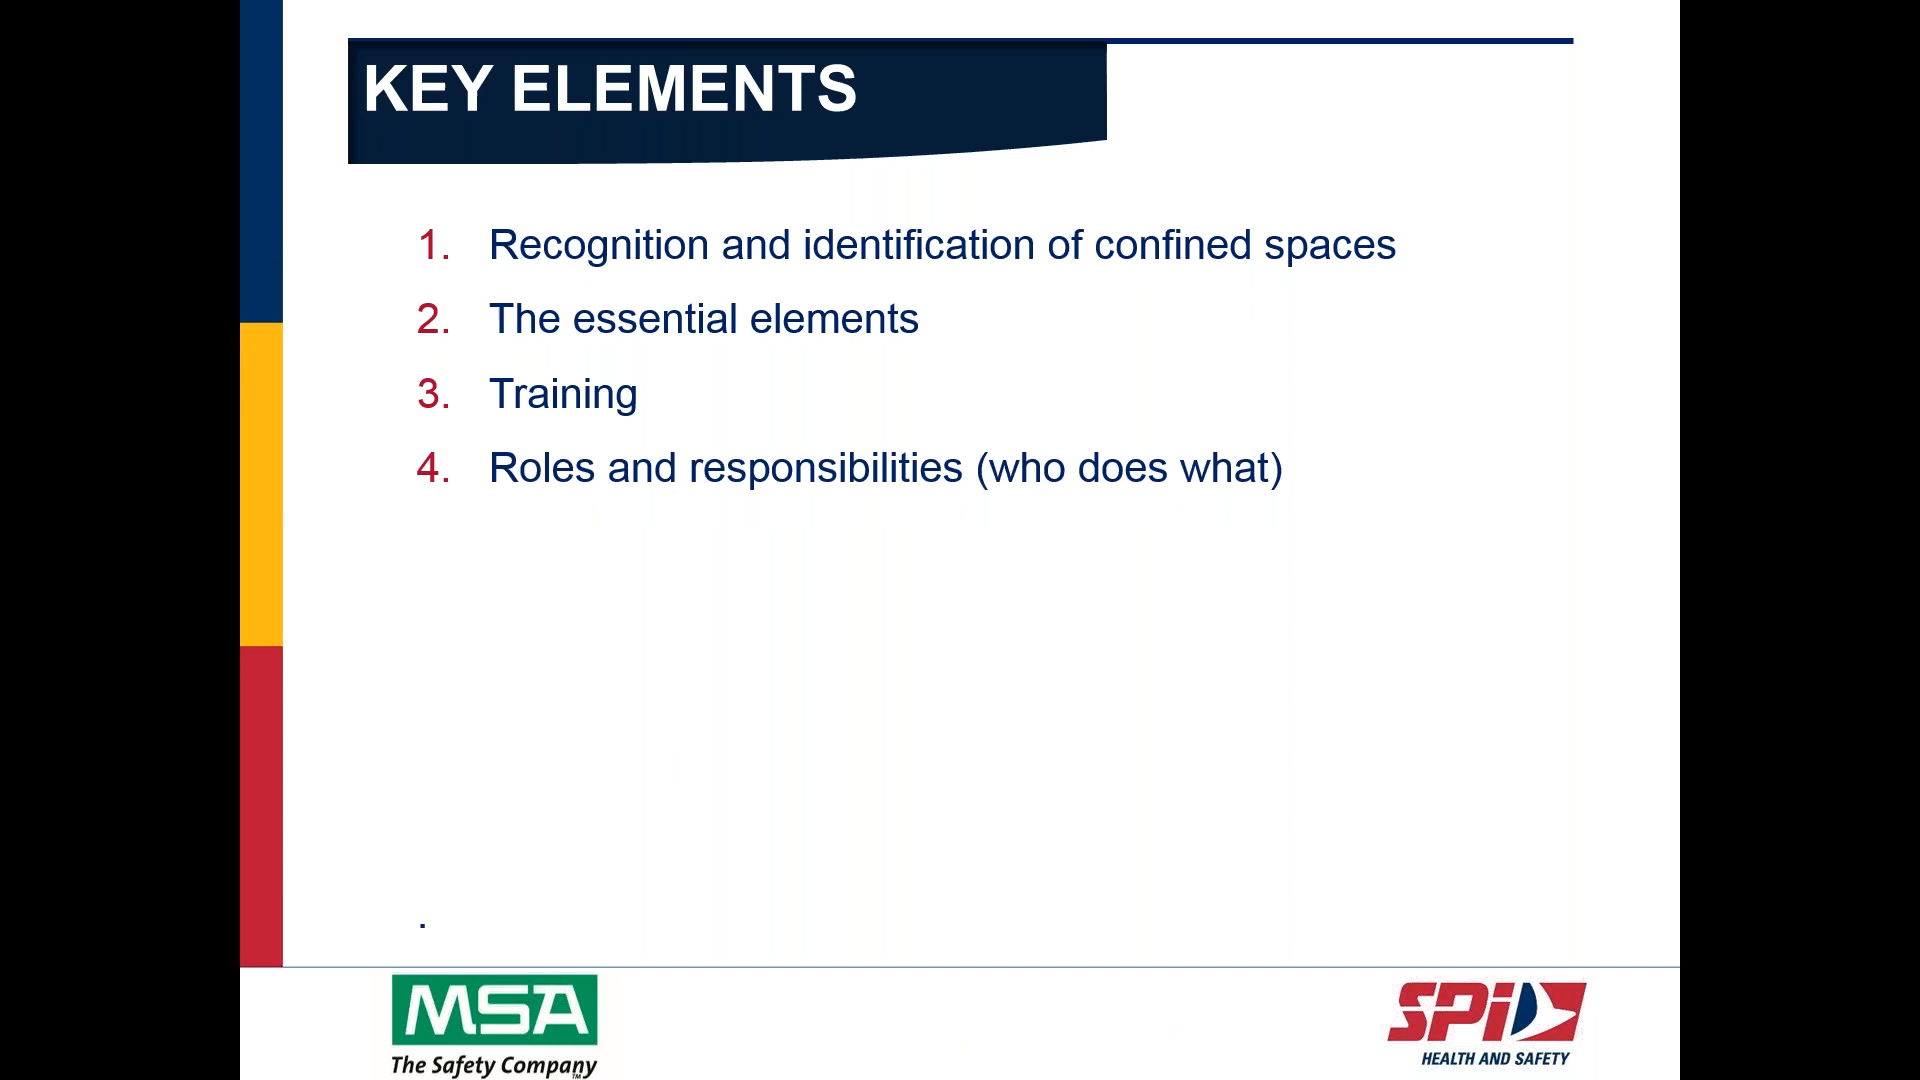 KEY ELEMENTS
1. Recognition and identification of confined spaces
2. The essential elements
3. Training
4. Roles and responsibilities (who does what)
.
MSA
The Safety Company™
SPi
HEALTH AND SAFETY